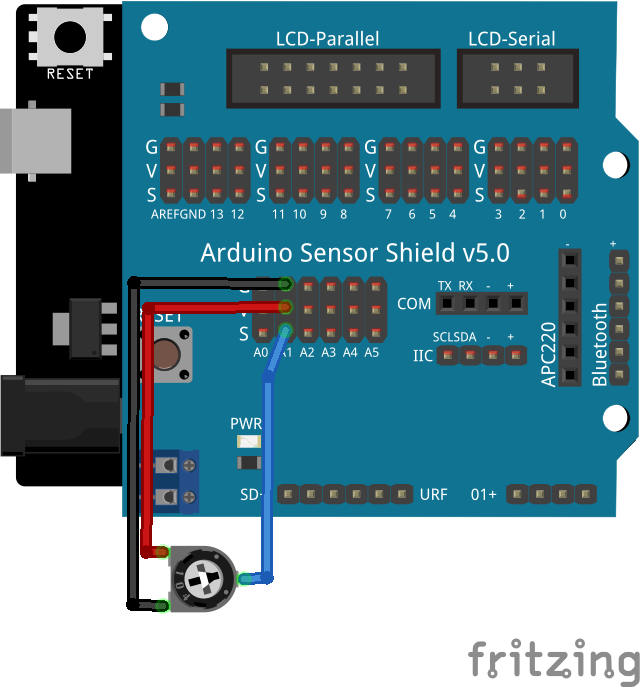 RESET
LCD-Parallel LCD-Serial
G G G G
V V V V
S S S S
AREF GND 13 12 11 10 9 8 7 6 5 4 3 2 1 0
Arduino Sensor Shield v5.0
- +
TX RX - +
COM
S
A0 A1 A2 A3 A4 A5
SCL SDA - +
IIC
APC220
Bluetooth
PWR
SD- URF 01+
fritzing